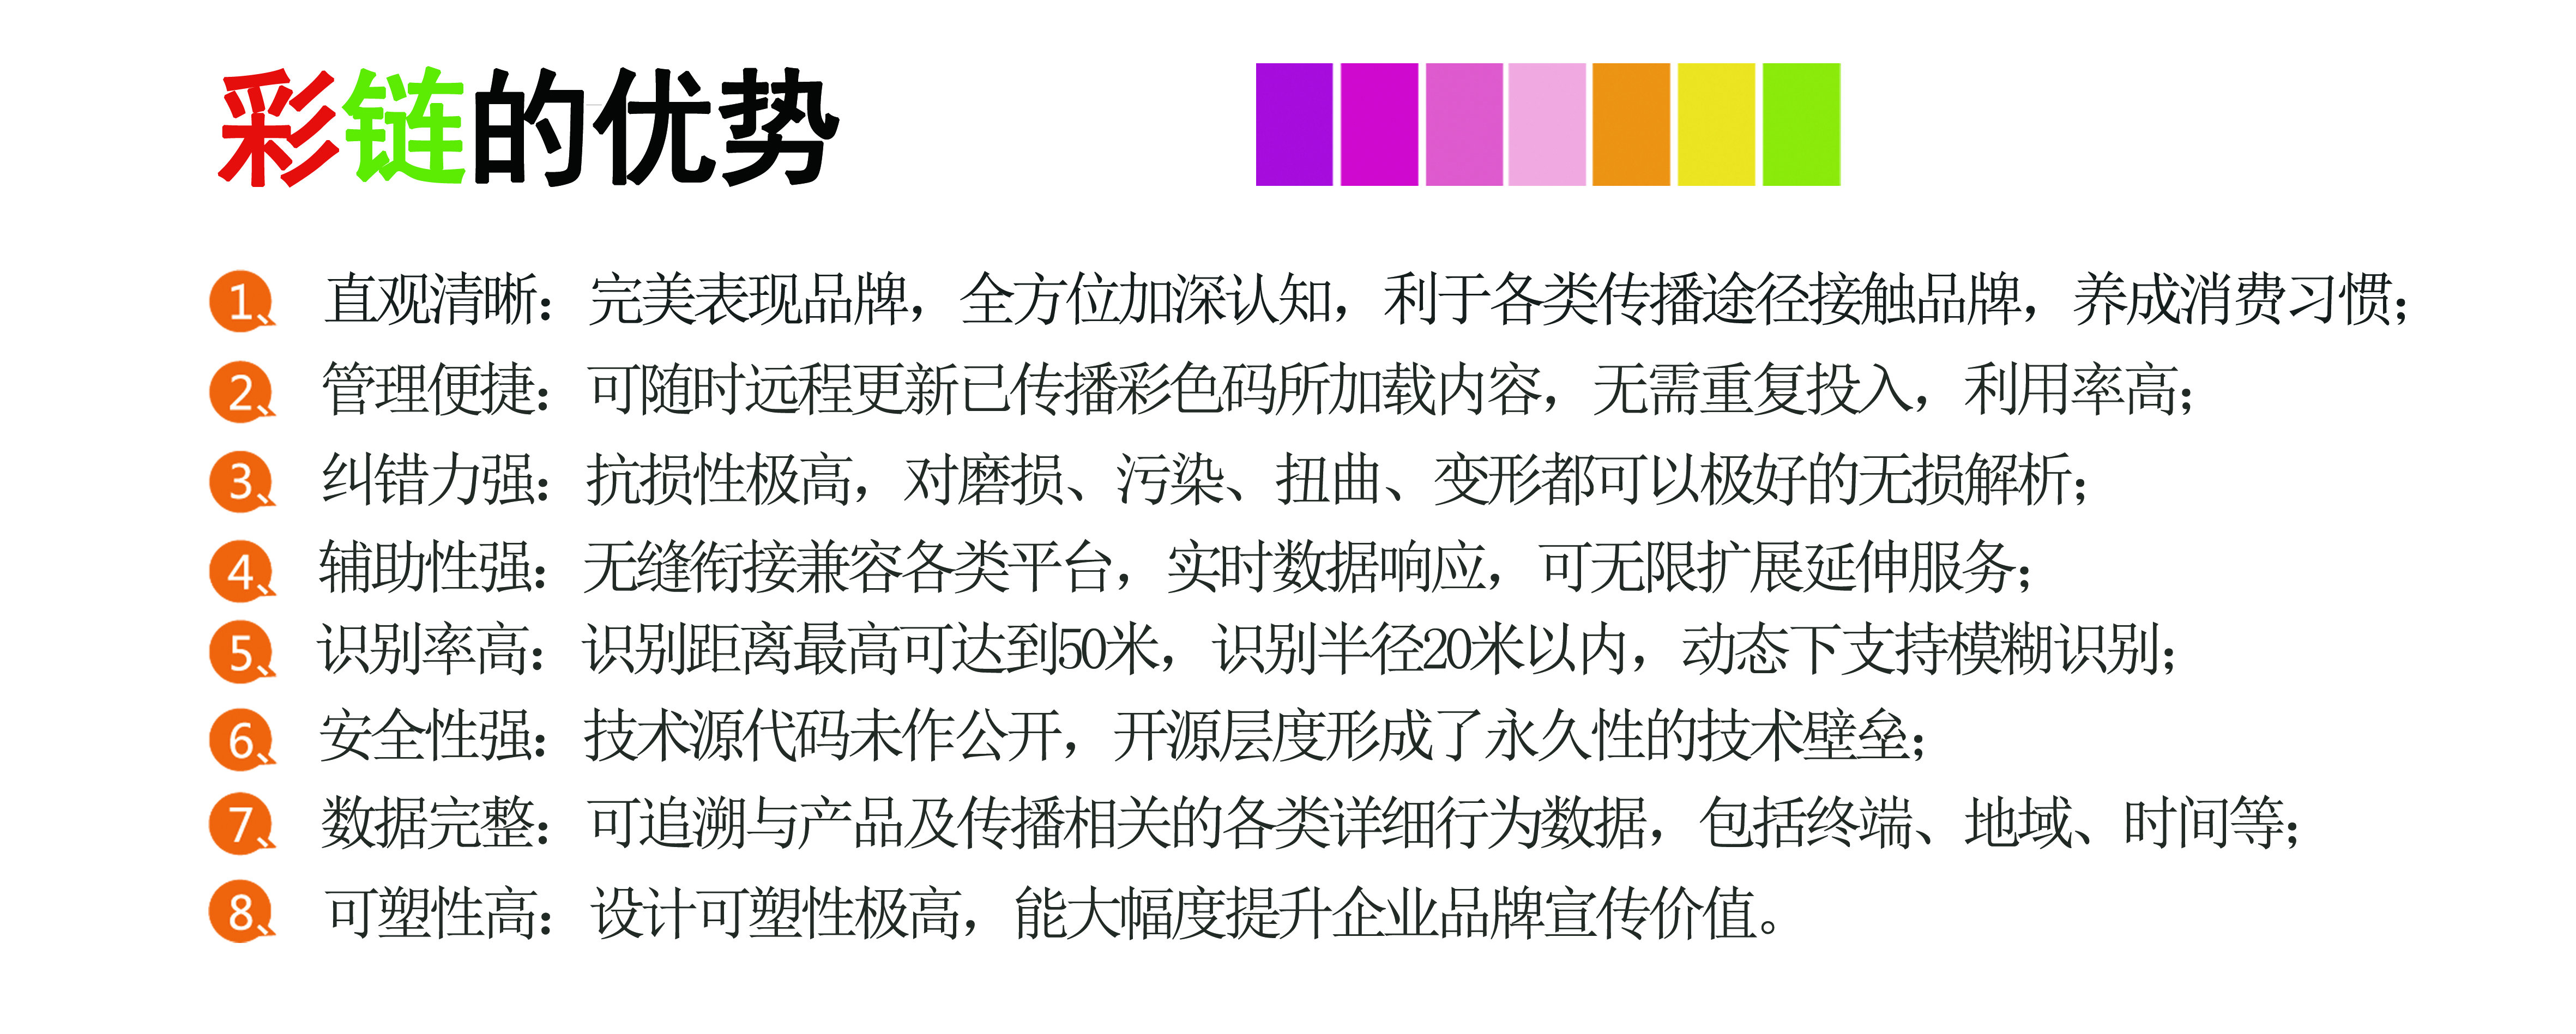 彩链的优势
1 直观清晰：完美表现品牌，全方位加深认知，利于各类传播途径接触品牌，养成消费习惯；
2 管理便捷：可随时远程更新已传播彩色码所加载内容，无需重复投入，利用率高；
3 纠错力强：抗损性极高，对磨损、污染、扭曲、变形都可以极好的无损解析；
4 辅助性强：无缝衔接兼容各类平台，实时数据响应，可无限扩展延伸服务；
5 识别率高：识别距离最高可达到50米，识别半径20米以内，动态下支持模糊识别；
6 安全性强：技术源代码未作公开，开源层度形成了永久性的技术壁垒；
7 数据完整：可追溯与产品及传播相关的各类详细行为数据，包括终端、地域、时间等；
8 可塑性高：设计可塑性极高，能大幅度提升企业品牌宣传价值。